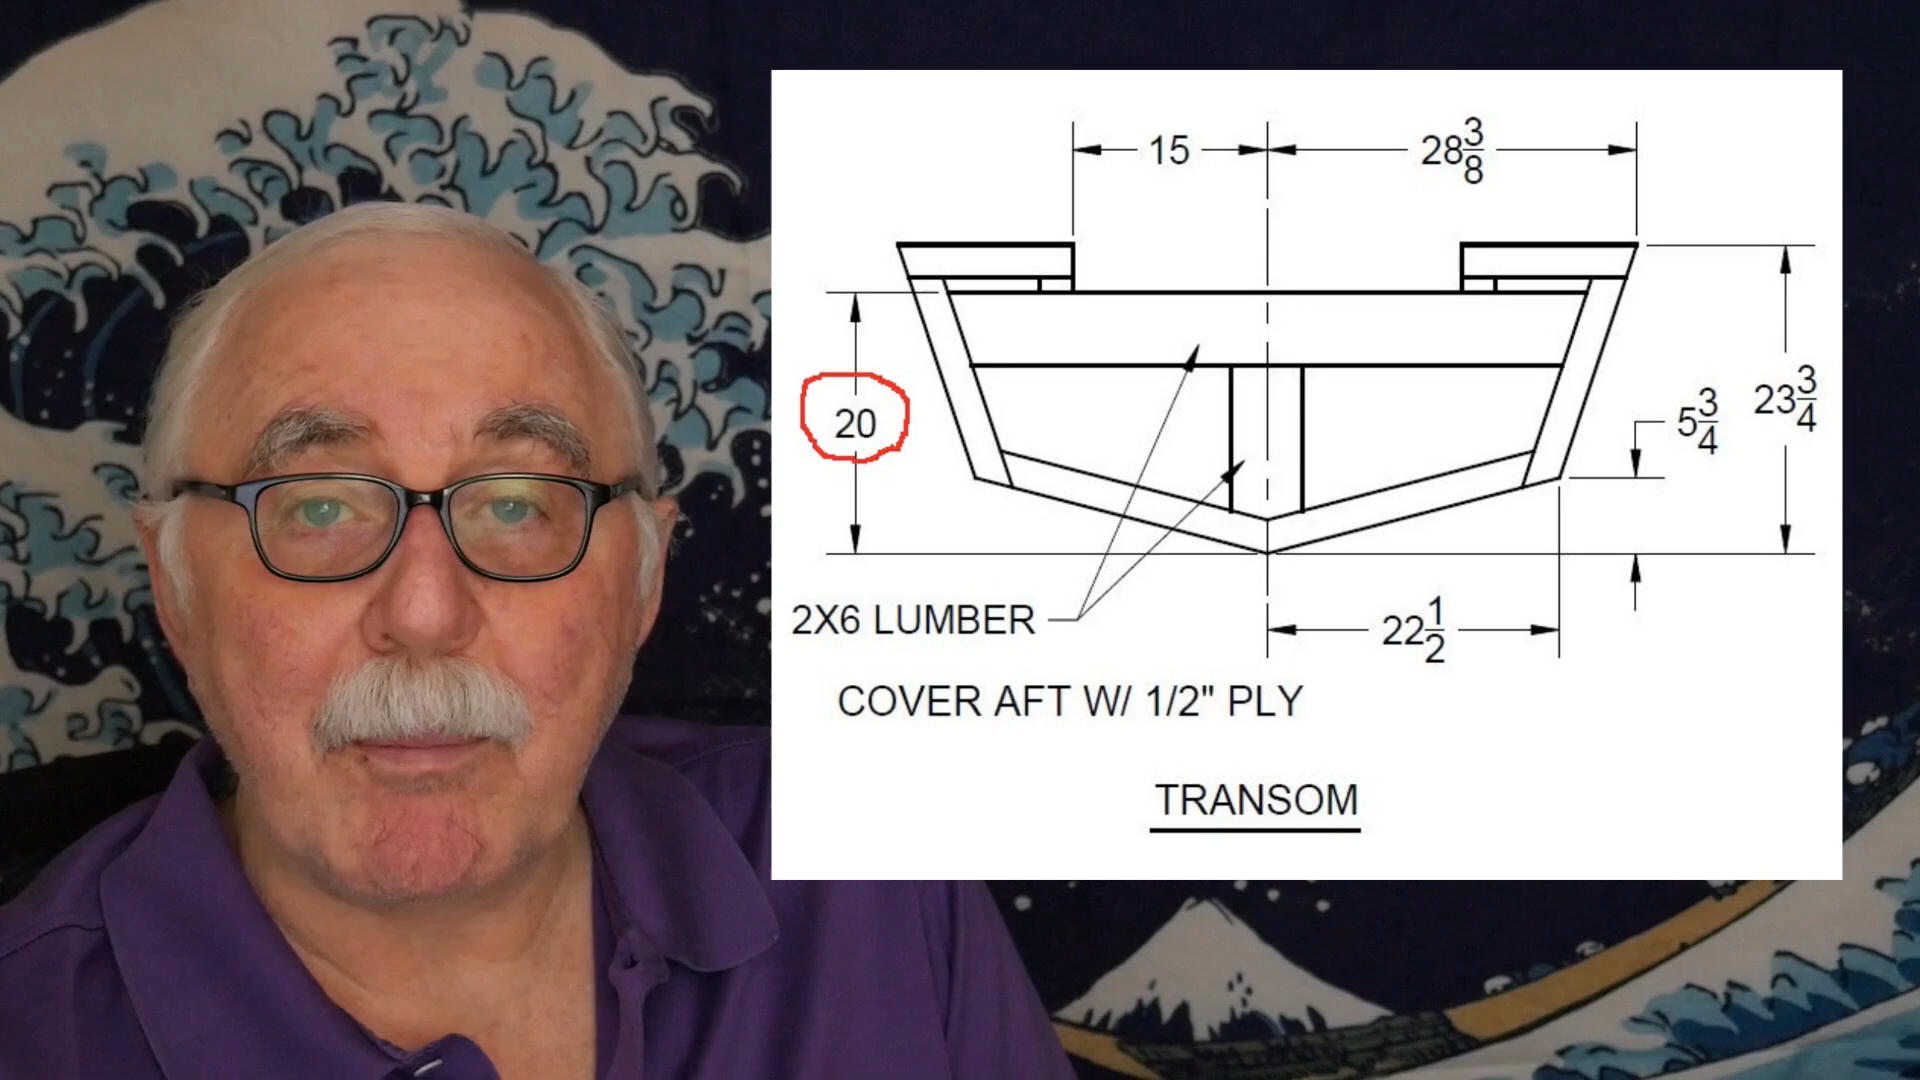 15
28 3/8
20
5 3/4
23 3/4
2X6 LUMBER
22 1/2
COVER AFT W/ 1/2" PLY
TRANSOM